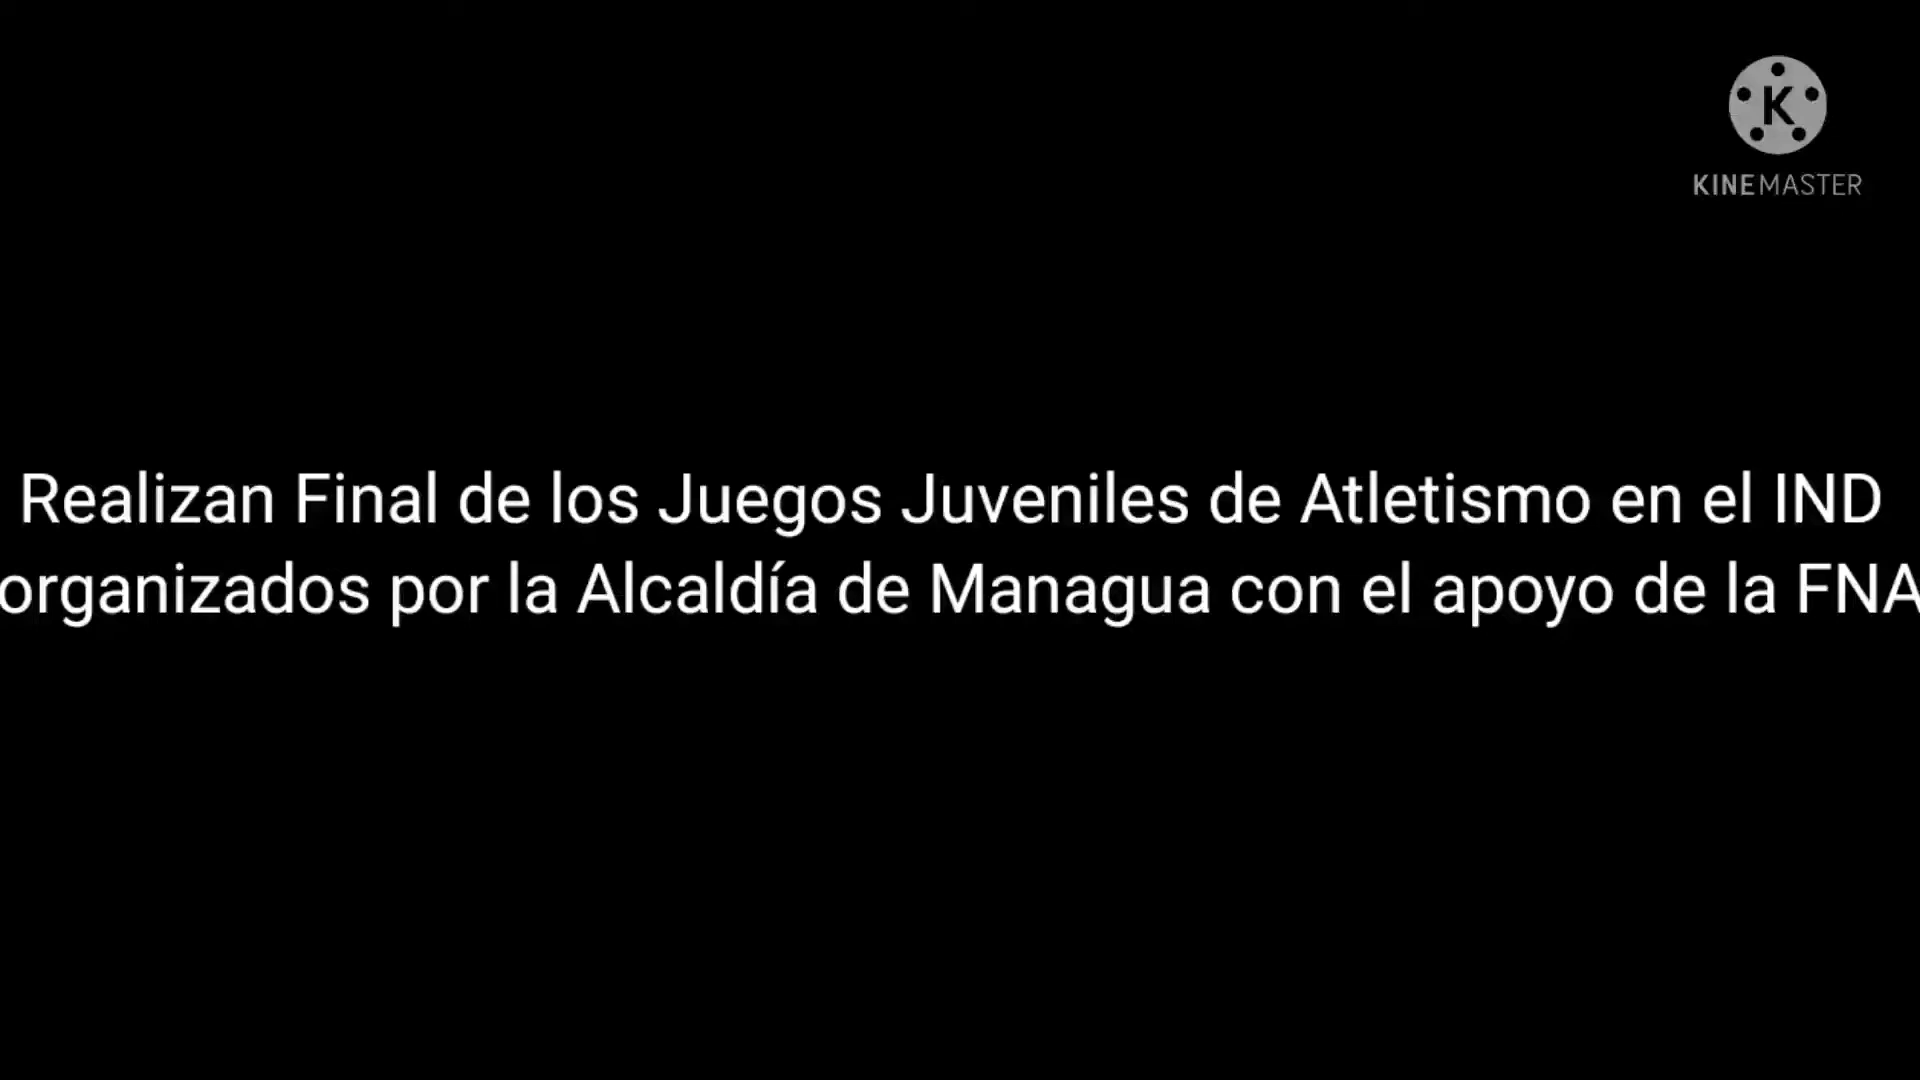 K
KINEMASTER
Realizan Final de los Juegos Juveniles de Atletismo en el IND
organizados por la Alcaldía de Managua con el apoyo de la FNA